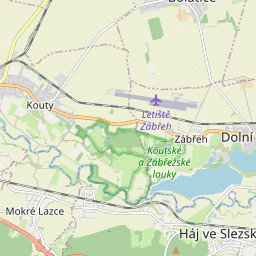 Kouty
Letiště
Zábřeh
Zábřeh
Dolní
Koutské
a Zábřežské
louky
Mokré Lazce
Háj ve Slezsk